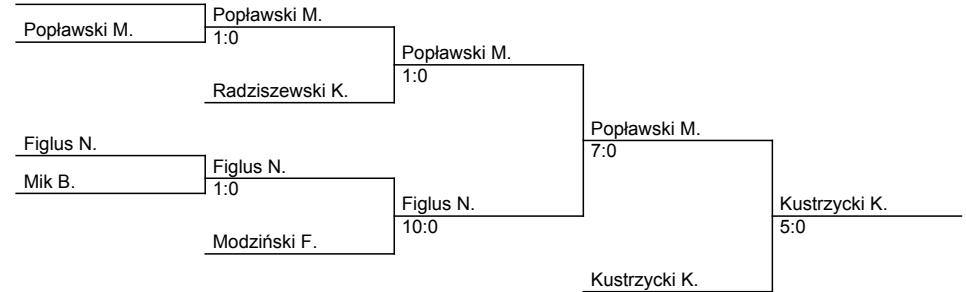 Popławski M.
Popławski M.
1:0
Popławski M.
1:0
Radziszewski K.
Popławski M.
7:0
Figlus N.
Figlus N.
Mik B.
1:0
Figlus N.
Kustrzycki K.
10:0
5:0
Modziński F.
Kustrzycki K.